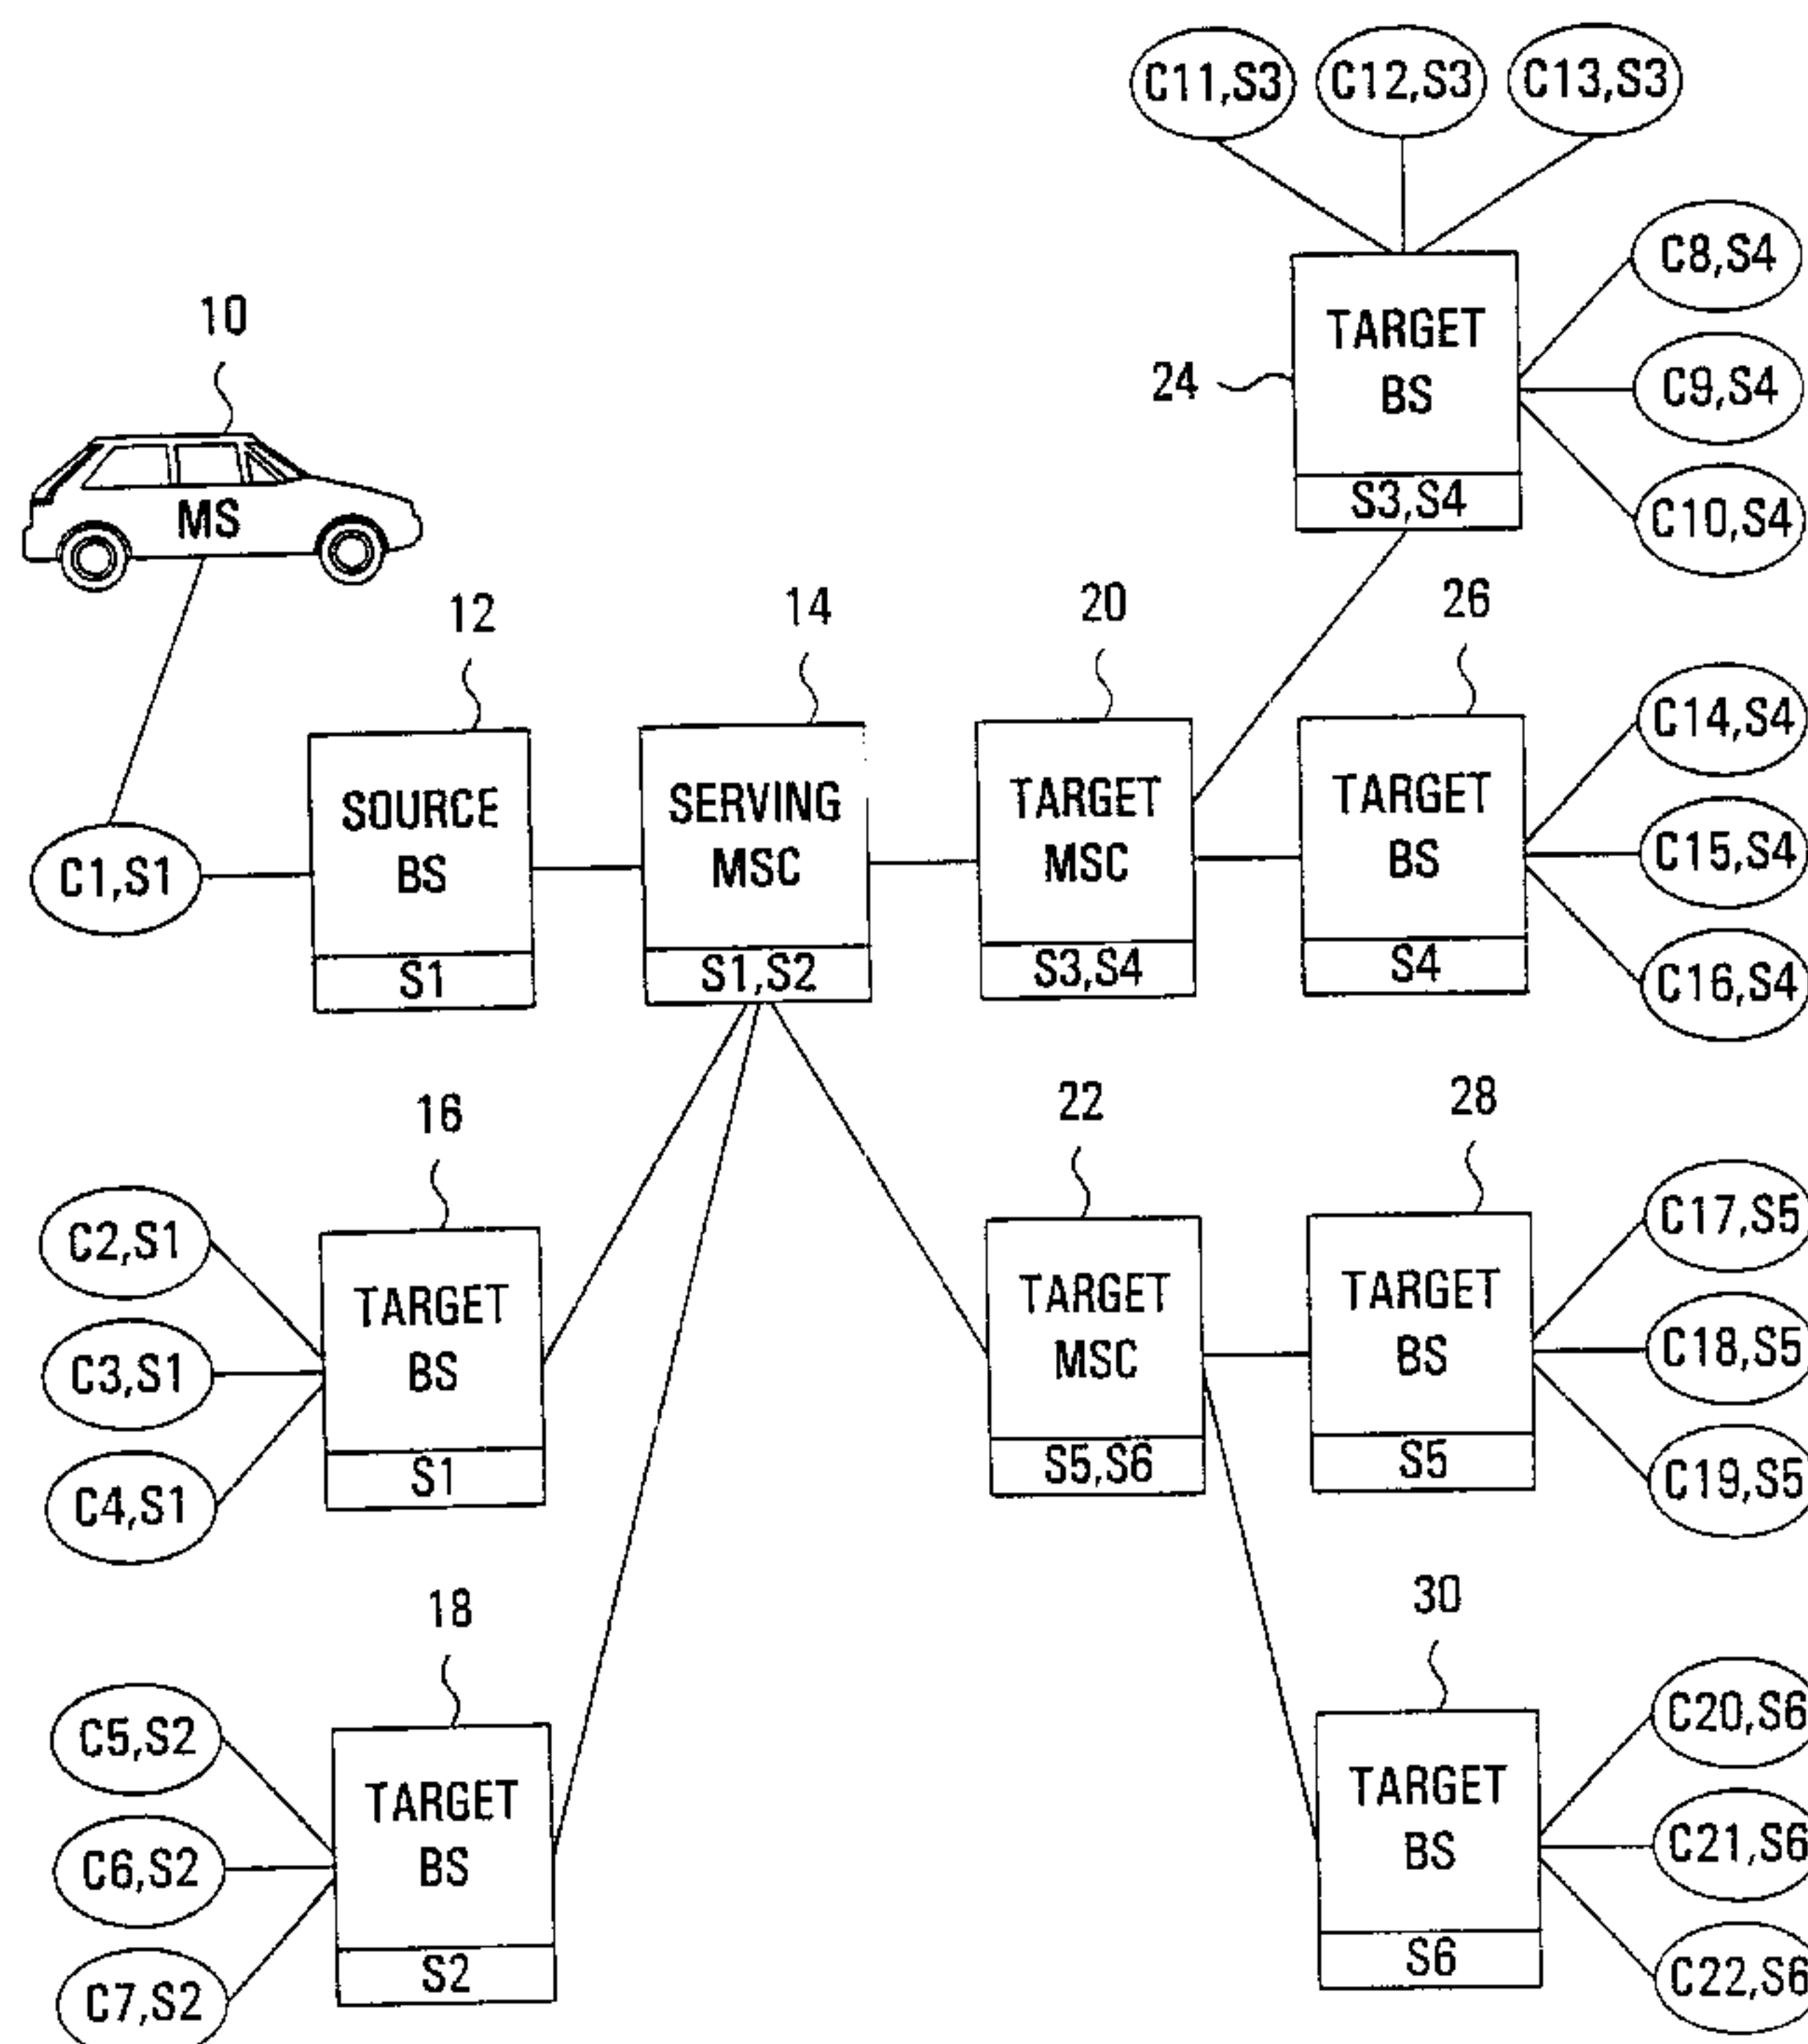 C11,S3
C12,S3
C13,S3
C8,S4
10
TARGET
BS
24
C9,S4
S3,S4
C10,S4
MS
12
14
20
26
C14,S4
SOURCE
BS
SERVING
MSC
TARGET
MSC
TARGET
BS
C1,S1
C15,S4
S1
S1,S2
S3,S4
S4
C16,S4
16
22
28
C2,S1
C17,S5
TARGET
BS
TARGET
MSC
TARGET
BS
C3,S1
C18,S5
C4,S1
S1
S5,S6
S5
C19,S5
18
30
C5,S2
C20,S6
TARGET
BS
TARGET
BS
C6,S2
C21,S6
C7,S2
S2
S6
C22,S6